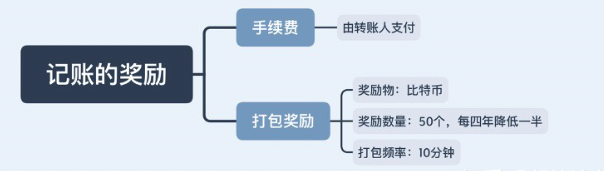 手续费
由转账人支付
记账的奖励
奖励物：比特币
打包奖励
奖励数量：50个，每四年降低一半
打包频率：10分钟